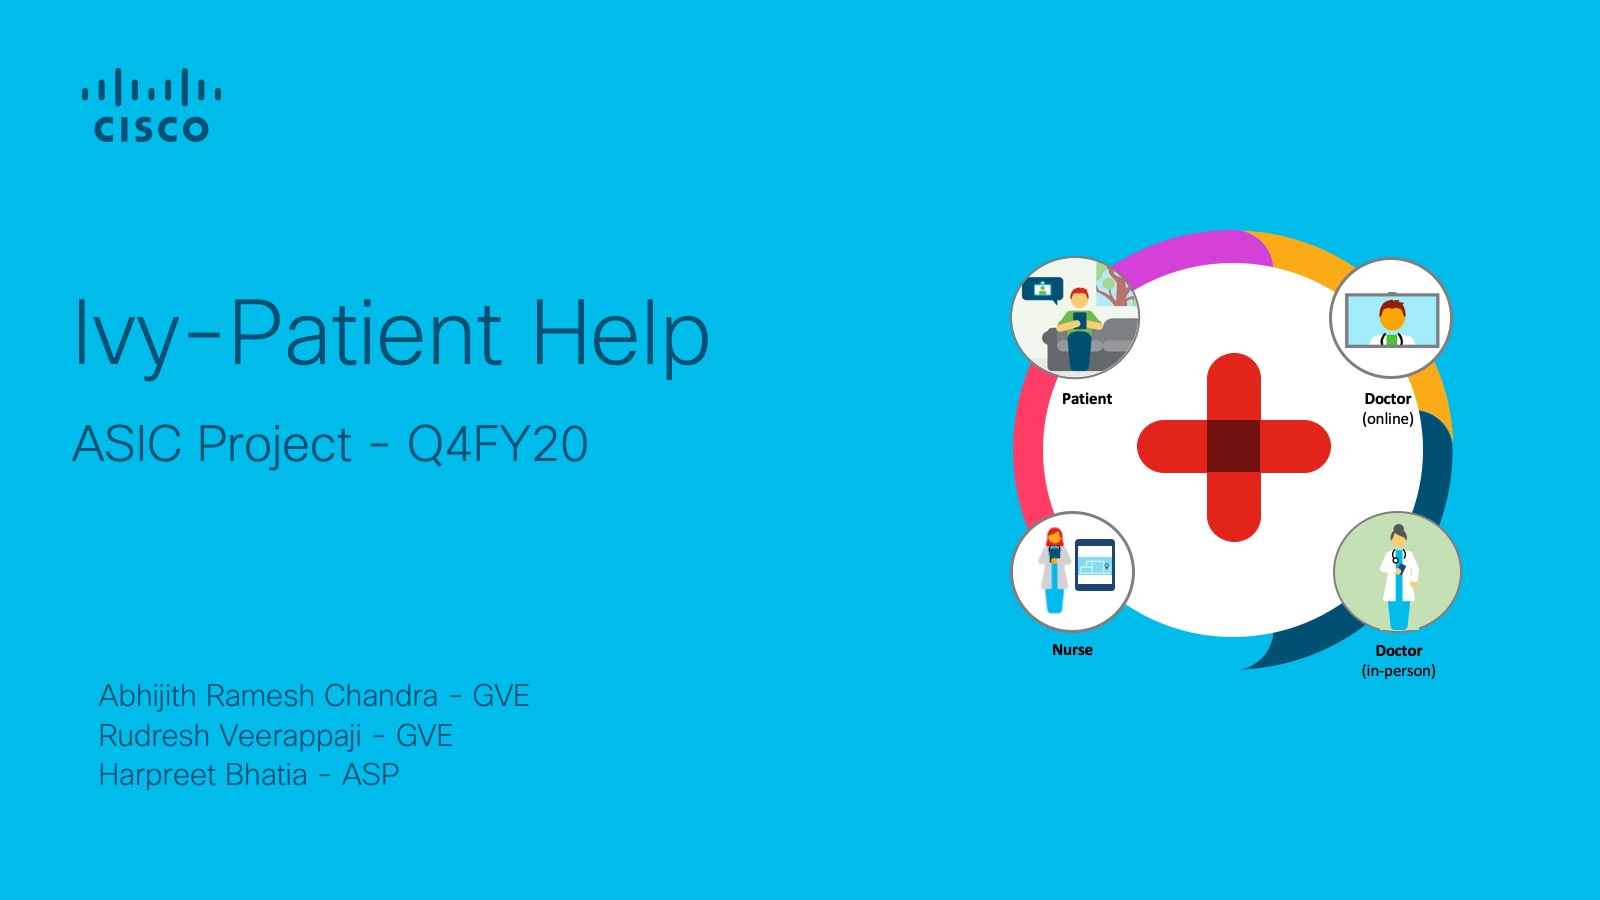 CISCO
Ivy-Patient Help
ASIC Project - Q4FY20
Abhijith Ramesh Chandra - GVE
Rudresh Veerappaji - GVE
Harpreet Bhatia - ASP
Patient
Doctor
(online)
Nurse
Doctor
(in-person)